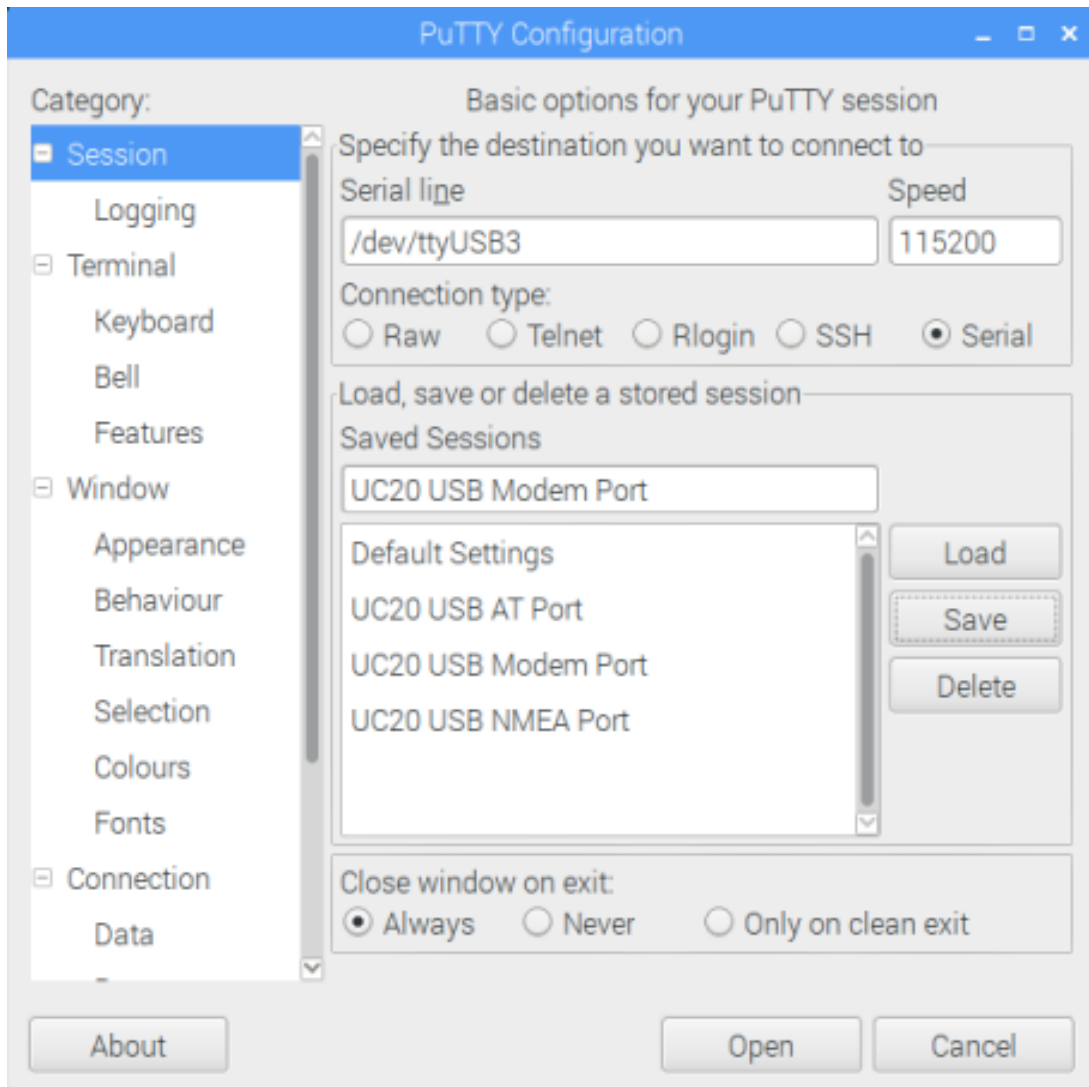 PuTTY Configuration
Category:
Session
Logging
Terminal
Keyboard
Bell
Features
Window
Appearance
Behaviour
Translation
Selection
Colours
Fonts
Connection
Data
Basic options for your PuTTY session
Specify the destination you want to connect to
Serial line Speed
/dev/ttyUSB3 115200
Connection type:
Raw Telnet Rlogin SSH Serial
Load, save or delete a stored session
Saved Sessions
UC20 USB Modem Port
Default Settings
UC20 USB AT Port
UC20 USB Modem Port
UC20 USB NMEA Port
Load
Save
Delete
Close window on exit:
Always Never Only on clean exit
About Open Cancel